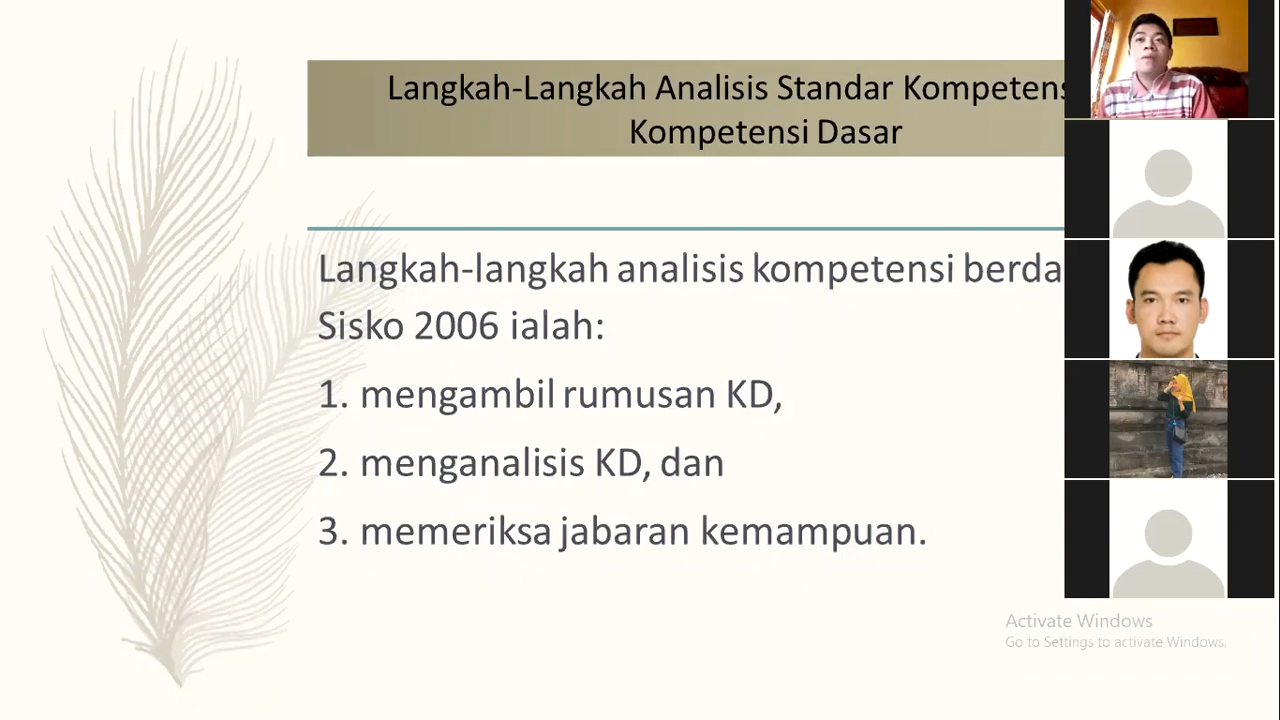 Langkah-Langkah Analisis Standar Kompetens
Kompetensi Dasar
Langkah-langkah analisis kompetensi berda
Sisko 2006 ialah:
1. mengambil rumusan KD,
2. menganalisis KD, dan
3. memeriksa jabaran kemampuan.
Activate Windows
Go to Settings to activate Windows.